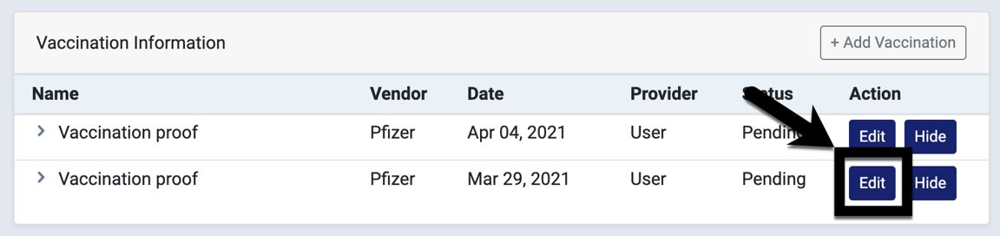 Vaccination Information + Add Vaccination
Name Vendor Date Provider Status Action
Vaccination proof Pfizer Apr 04, 2021 User Pending Edit Hide
Vaccination proof Pfizer Mar 29, 2021 User Pending Edit Hide